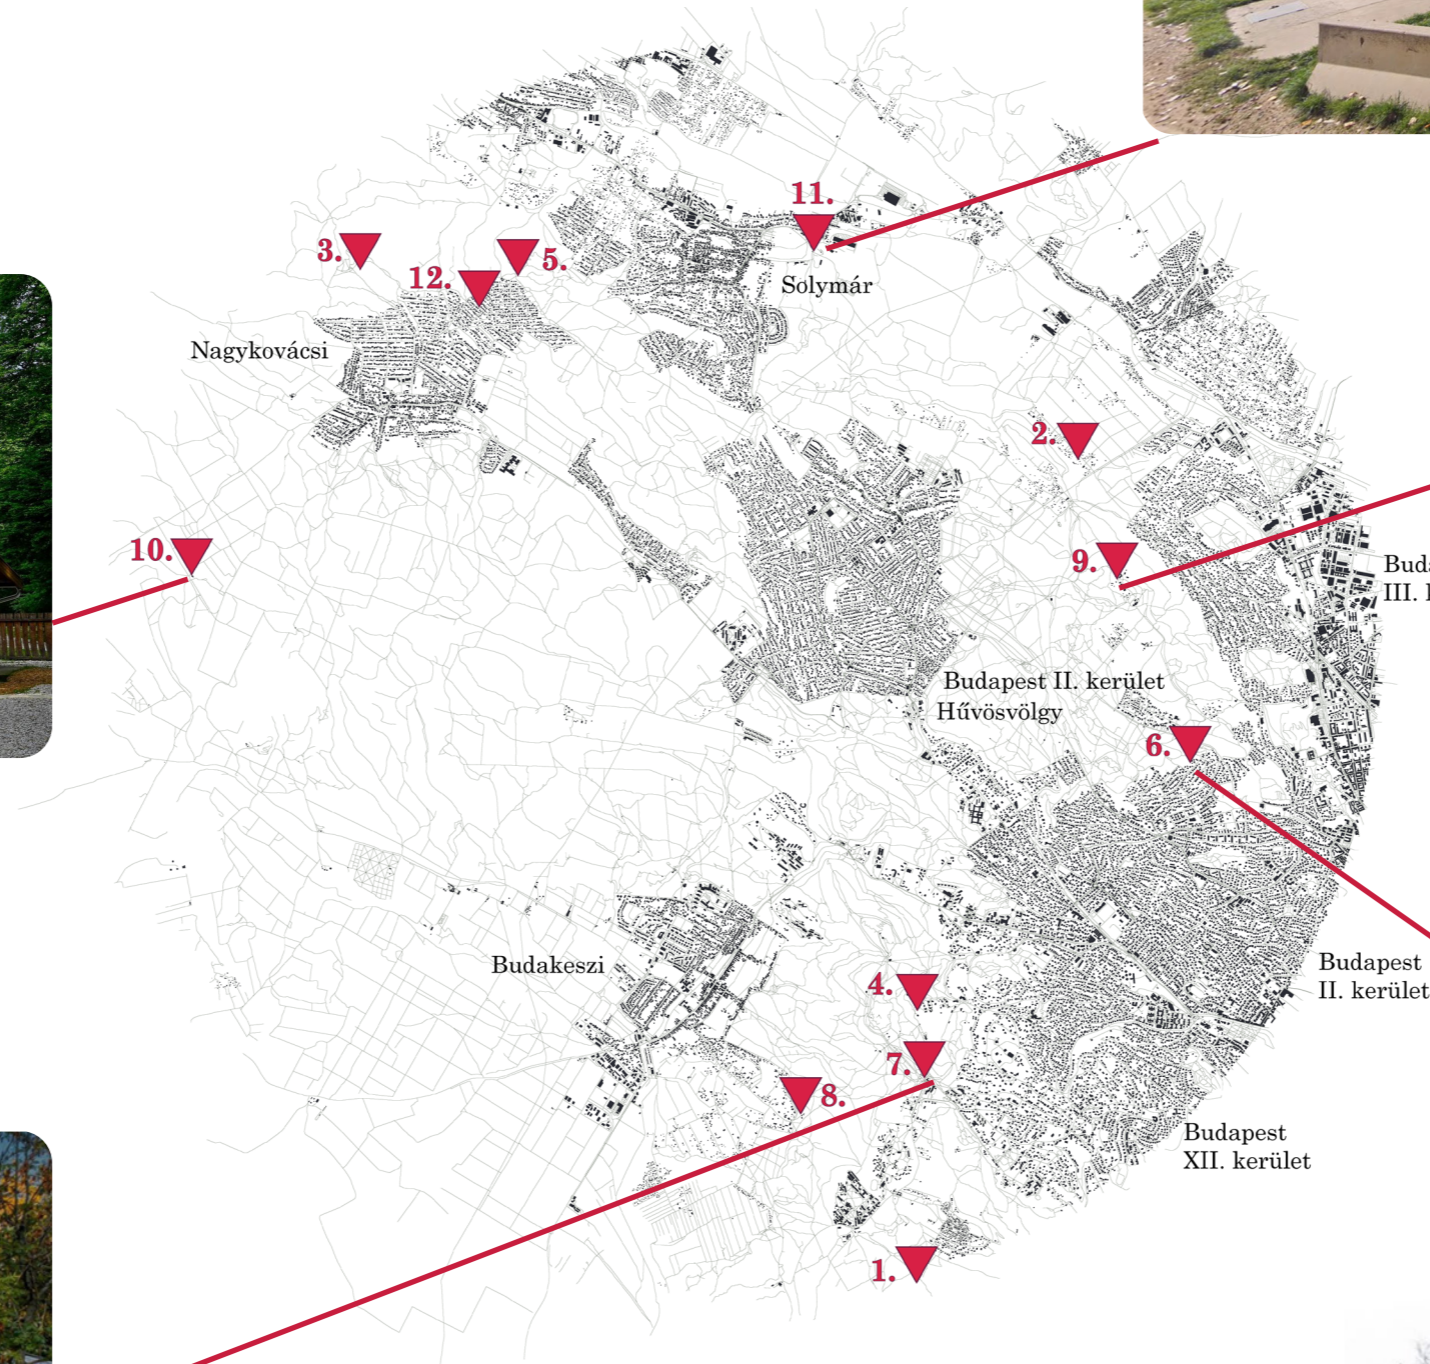 11.
3.
5.
12.
Solymár
Nagykovácsi
2.
10.
9.
III.
Budapest II. kerület
Hűvösvölgy
6.
Budakeszi
Budapest
II. kerület
4.
7.
8.
Budapest
XII. kerület
1.